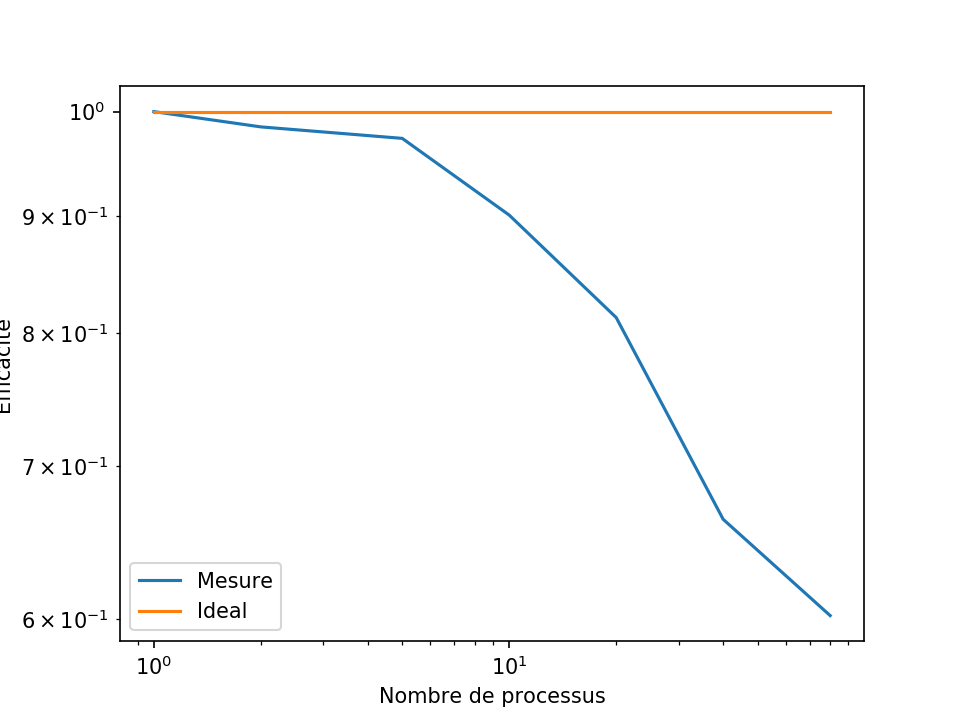 10⁰
9 × 10⁻¹
8 × 10⁻¹
7 × 10⁻¹
6 × 10⁻¹
Efficacité
Mesure
Ideal
10⁰
10¹
Nombre de processus